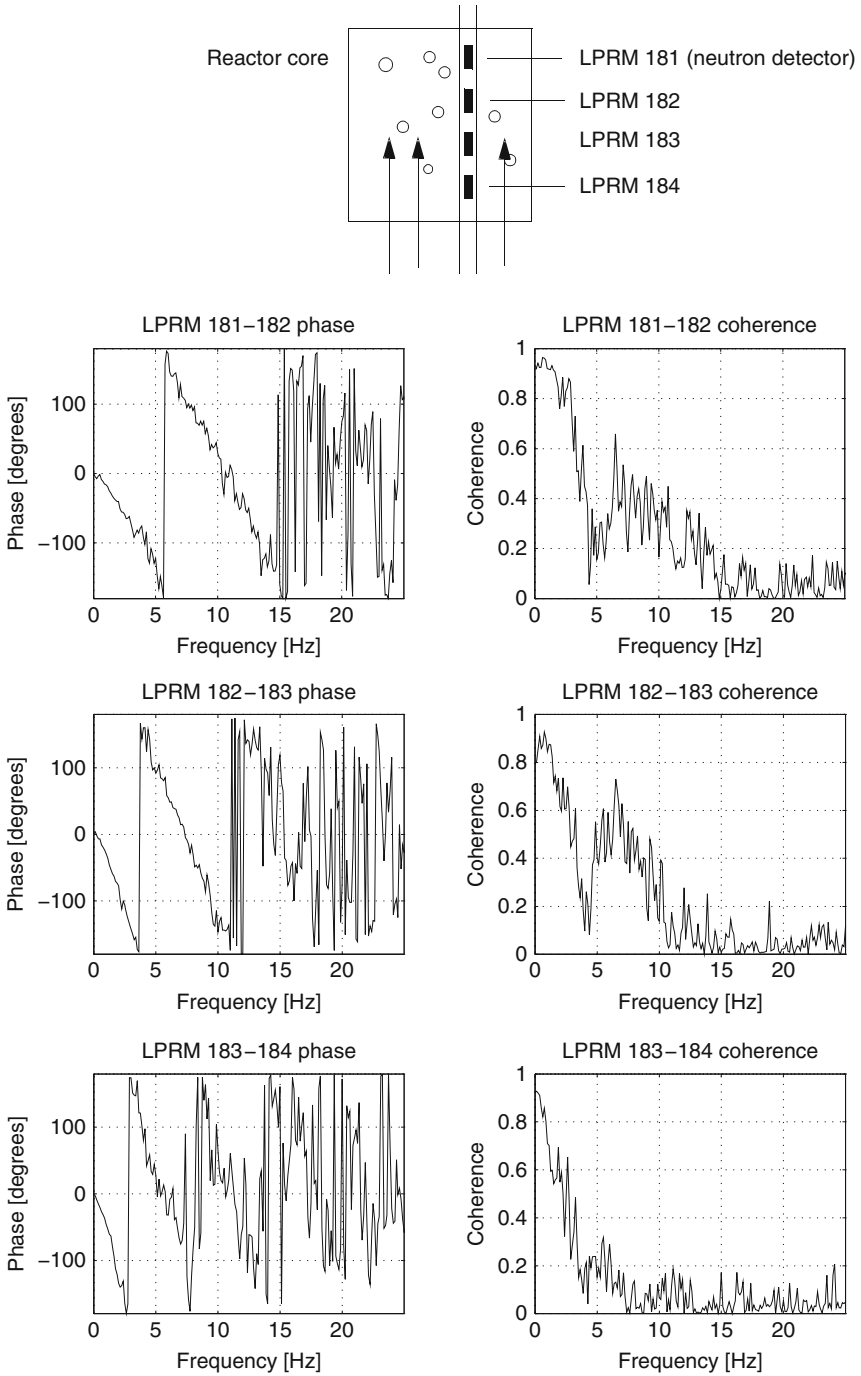 Reactor core
LPRM 181 (neutron detector)
LPRM 182
LPRM 183
LPRM 184
LPRM 181−182 phase
100
0
−100
Phase [degrees]
0 5 10 15 20
Frequency [Hz]
LPRM 181−182 coherence
1
0.8
0.6
0.4
0.2
0
Coherence
0 5 10 15 20
Frequency [Hz]
LPRM 182−183 phase
100
0
−100
Phase [degrees]
0 5 10 15 20
Frequency [Hz]
LPRM 182−183 coherence
1
0.8
0.6
0.4
0.2
0
Coherence
0 5 10 15 20
Frequency [Hz]
LPRM 183−184 phase
100
0
−100
Phase [degrees]
0 5 10 15 20
Frequency [Hz]
LPRM 183−184 coherence
1
0.8
0.6
0.4
0.2
0
Coherence
0 5 10 15 20
Frequency [Hz]